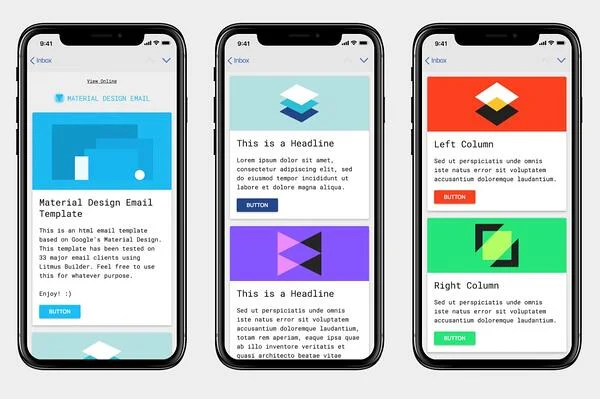 9:41
Inbox
View Online
MATERIAL DESIGN EMAIL
Material Design Email
Template
This is an html email template
based on Google's Material Design.
This template has been tested on
33 major email clients using
Litmus Builder. Feel free to use
this for whatever purpose.
Enjoy! :)
BUTTON
9:41
Inbox
This is a Headline
Lorem ipsum dolor sit amet,
consectetur adipiscing elit, sed
do eiusmod tempor incididunt ut
labore et dolore magna aliqua.
BUTTON
This is a Headline
Sed ut perspiciatis unde omnis
iste natus error sit voluptatem
accusantium doloremque laudantium,
totam rem aperiam, eaque ipsa quae
ab illo inventore veritatis et
quasi architecto beatae vitae
9:41
Inbox
Left Column
Sed ut perspiciatis unde omnis
iste natus error sit voluptatem
accusantium doloremque laudantium.
BUTTON
Right Column
Sed ut perspiciatis unde omnis
iste natus error sit voluptatem
accusantium doloremque laudantium.
BUTTON